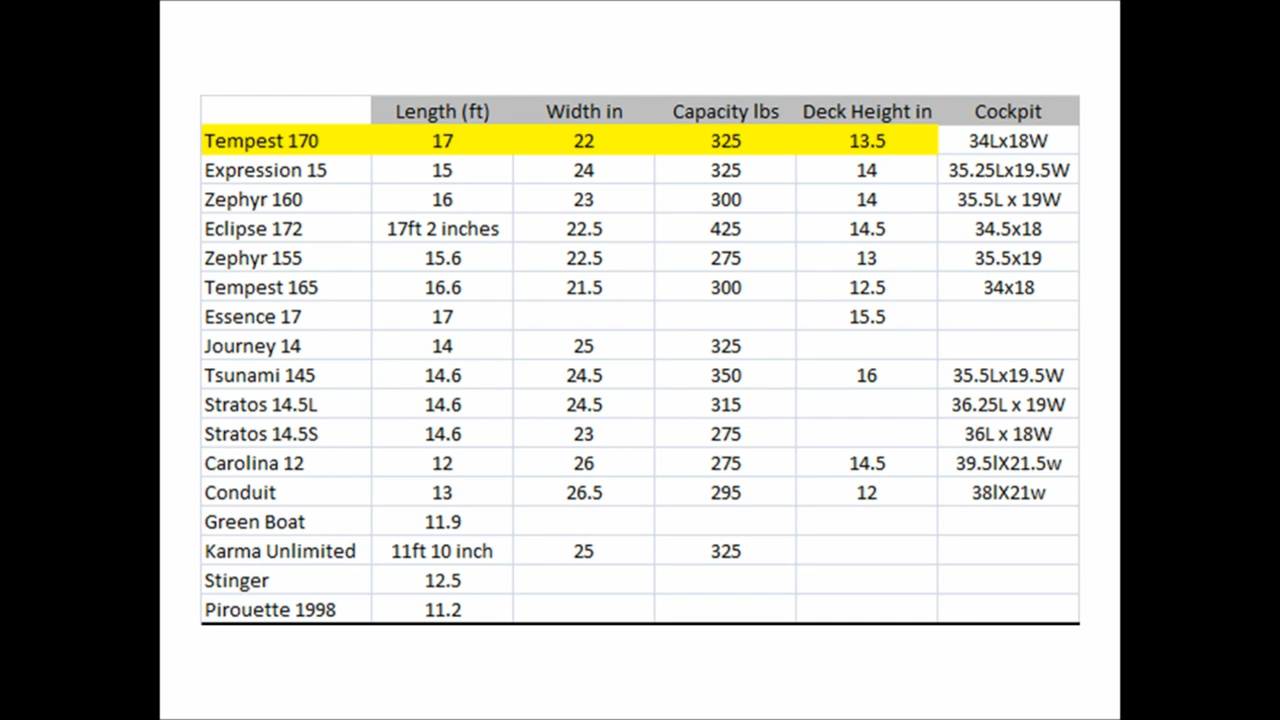 Length (ft) Width in Capacity lbs Deck Height in Cockpit
Tempest 170 17 22 325 13.5 34Lx18W
Expression 15 15 24 325 14 35.25Lx19.5W
Zephyr 160 16 23 300 14 35.5L x 19W
Eclipse 172 17ft 2 inches 22.5 425 14.5 34.5x18
Zephyr 155 15.6 22.5 275 13 35.5x19
Tempest 165 16.6 21.5 300 12.5 34x18
Essence 17 17 15.5
Journey 14 14 25 325
Tsunami 145 14.6 24.5 350 16 35.5Lx19.5W
Stratos 14.5L 14.6 24.5 315 36.25L x 19W
Stratos 14.5S 14.6 23 275 36L x 18W
Carolina 12 12 26 275 14.5 39.5lX21.5w
Conduit 13 26.5 295 12 38lX21w
Green Boat 11.9
Karma Unlimited 11ft 10 inch 25 325
Stinger 12.5
Pirouette 1998 11.2